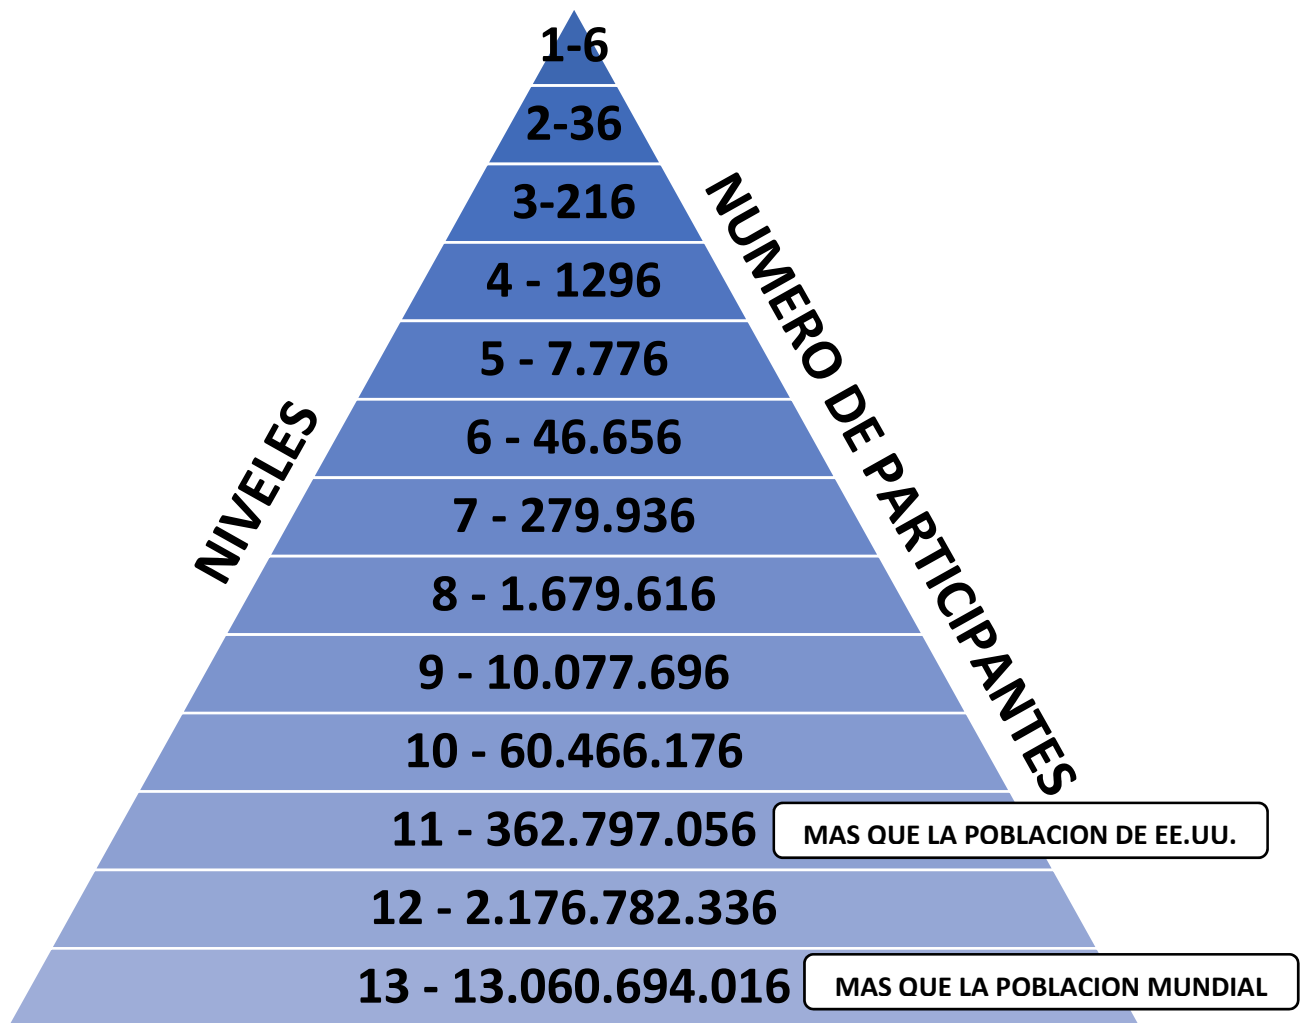 1-6
2-36
3-216
4 - 1296
5 - 7.776
6 - 46.656
7 - 279.936
8 - 1.679.616
9 - 10.077.696
10 - 60.466.176
11 - 362.797.056
MAS QUE LA POBLACION DE EE.UU.
12 - 2.176.782.336
13 - 13.060.694.016
MAS QUE LA POBLACION MUNDIAL
NIVELES
NUMERO DE PARTICIPANTES